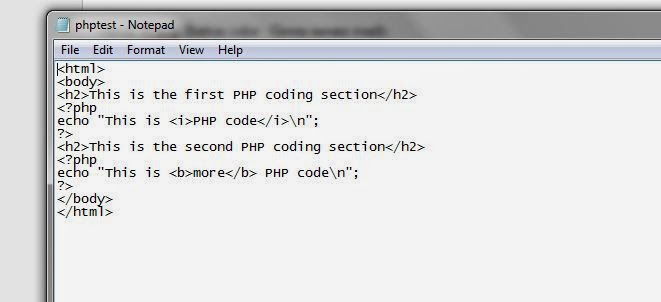 phptest - Notepad
File Edit Format View Help
<html>
<body>
<h2>This is the first PHP coding section</h2>
<?php
echo "This is <i>PHP code</i>\n";
?>
<h2>This is the second PHP coding section</h2>
<?php
echo "This is <b>more</b> PHP code\n";
?>
</body>
</html>